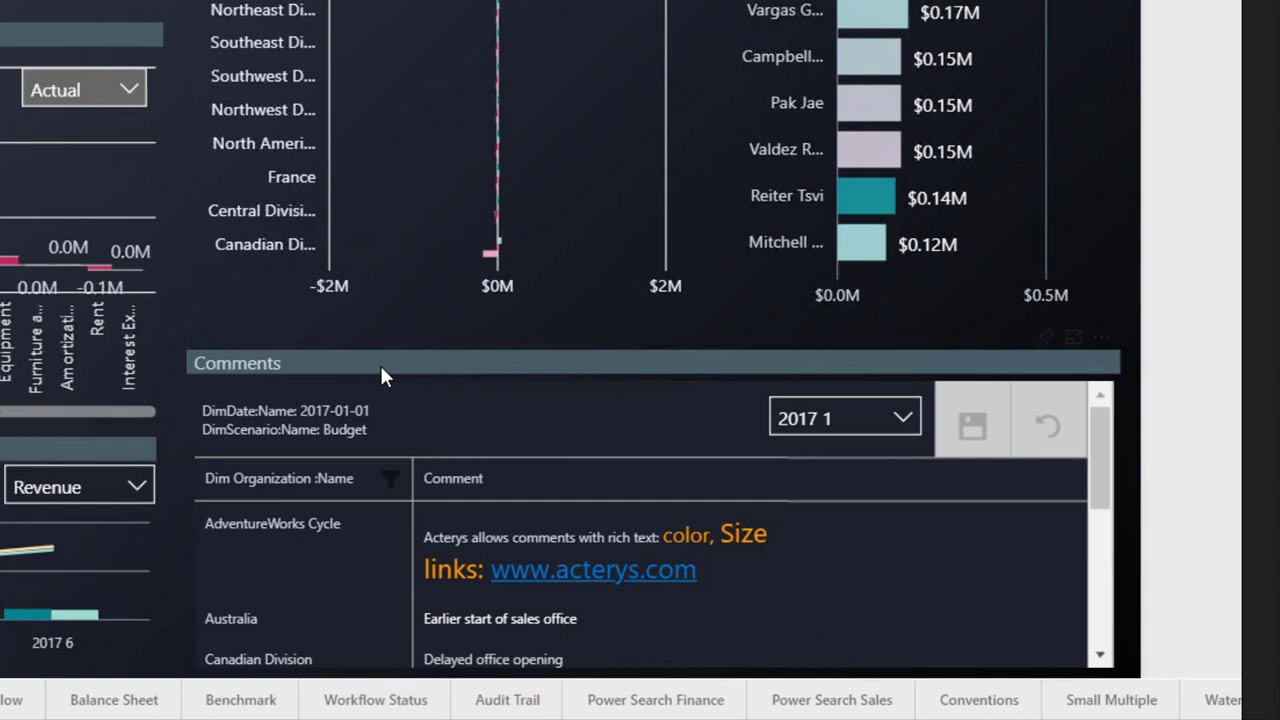 Northeast Di...
Southeast Di...
Southwest D...
Northwest D...
North Ameri...
France
Central Divisi...
Canadian Di...
-$2M
$0M
$2M
Vargas G...
$0.17M
Campbell...
$0.15M
Pak Jae
$0.15M
Valdez R...
$0.15M
Reiter Tsvi
$0.14M
Mitchell ...
$0.12M
$0.0M
$0.5M
Actual
0.0M
0.0M
0.0M
-0.1M
Equipment
Furniture a...
Amortizati...
Rent
Interest Ex...
Revenue
2017 6
Comments
DimDate:Name: 2017-01-01
DimScenario:Name: Budget
2017 1
Dim Organization :Name
Comment
AdventureWorks Cycle
Acterys allows comments with rich text: color, Size
links: www.acterys.com
Australia
Earlier start of sales office
Canadian Division
Delayed office opening
low
Balance Sheet
Benchmark
Workflow Status
Audit Trail
Power Search Finance
Power Search Sales
Conventions
Small Multiple
Water